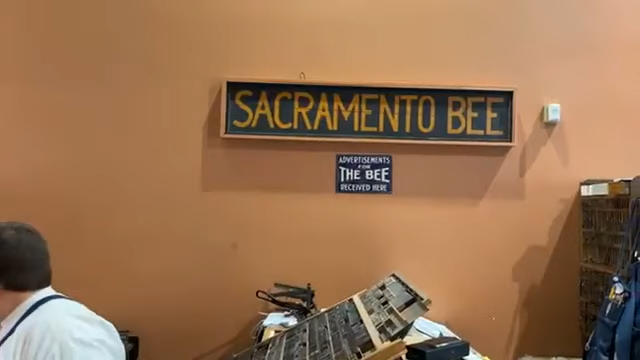 SACRAMENTO BEE
ADVERTISEMENTS
FOR
THE BEE
RECEIVED HERE